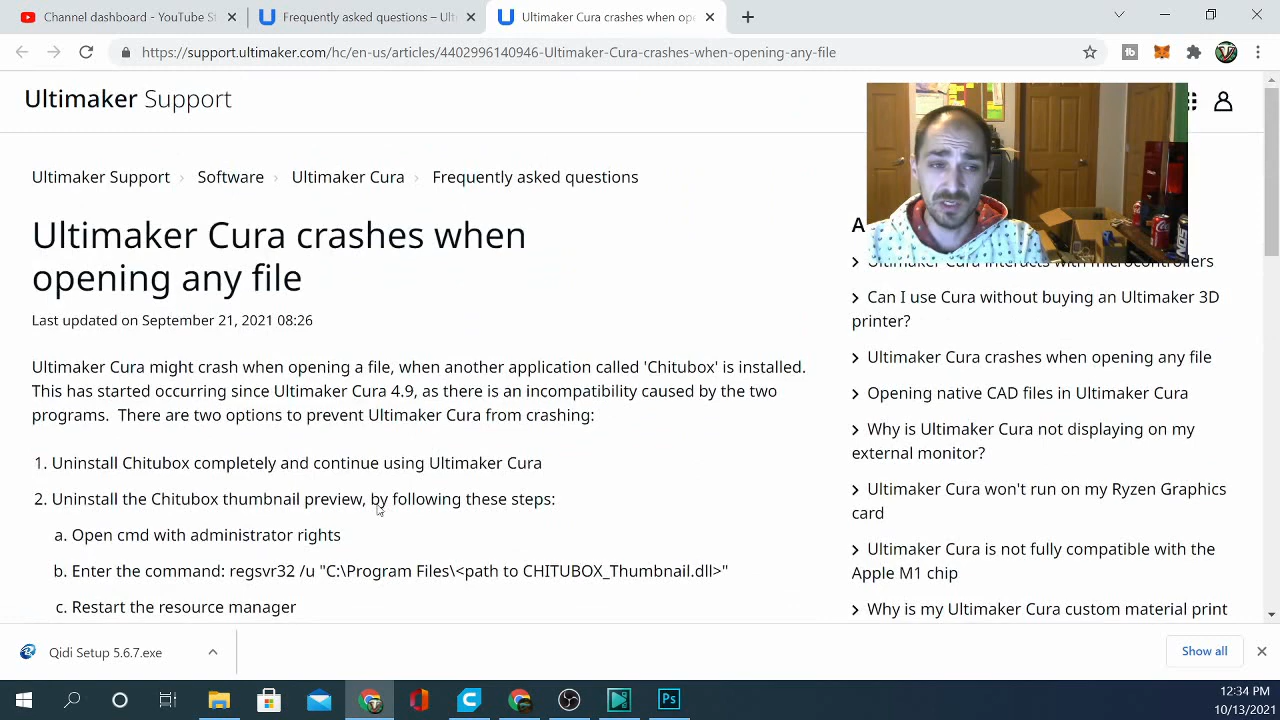 Channel dashboard - YouTube S
Frequently asked questions – Ult
Ultimaker Cura crashes when ope
https://support.ultimaker.com/hc/en-us/articles/4402996140946-Ultimaker-Cura-crashes-when-opening-any-file
Ultimaker Support
Ultimaker Support › Software › Ultimaker Cura › Frequently asked questions
Ultimaker Cura crashes when
opening any file
Last updated on September 21, 2021 08:26
Ultimaker Cura might crash when opening a file, when another application called 'Chitubox' is installed.
This has started occurring since Ultimaker Cura 4.9, as there is an incompatibility caused by the two
programs. There are two options to prevent Ultimaker Cura from crashing:
1. Uninstall Chitubox completely and continue using Ultimaker Cura
2. Uninstall the Chitubox thumbnail preview, by following these steps:
a. Open cmd with administrator rights
b. Enter the command: regsvr32 /u "C:\Program Files\<path to CHITUBOX_Thumbnail.dll>"
c. Restart the resource manager
A
Ultimaker Cura interacts with microcontrollers
Can I use Cura without buying an Ultimaker 3D
printer?
Ultimaker Cura crashes when opening any file
Opening native CAD files in Ultimaker Cura
Why is Ultimaker Cura not displaying on my
external monitor?
Ultimaker Cura won't run on my Ryzen Graphics
card
Ultimaker Cura is not fully compatible with the
Apple M1 chip
Why is my Ultimaker Cura custom material print
Qidi Setup 5.6.7.exe
Show all
Ps
12:34 PM
10/13/2021